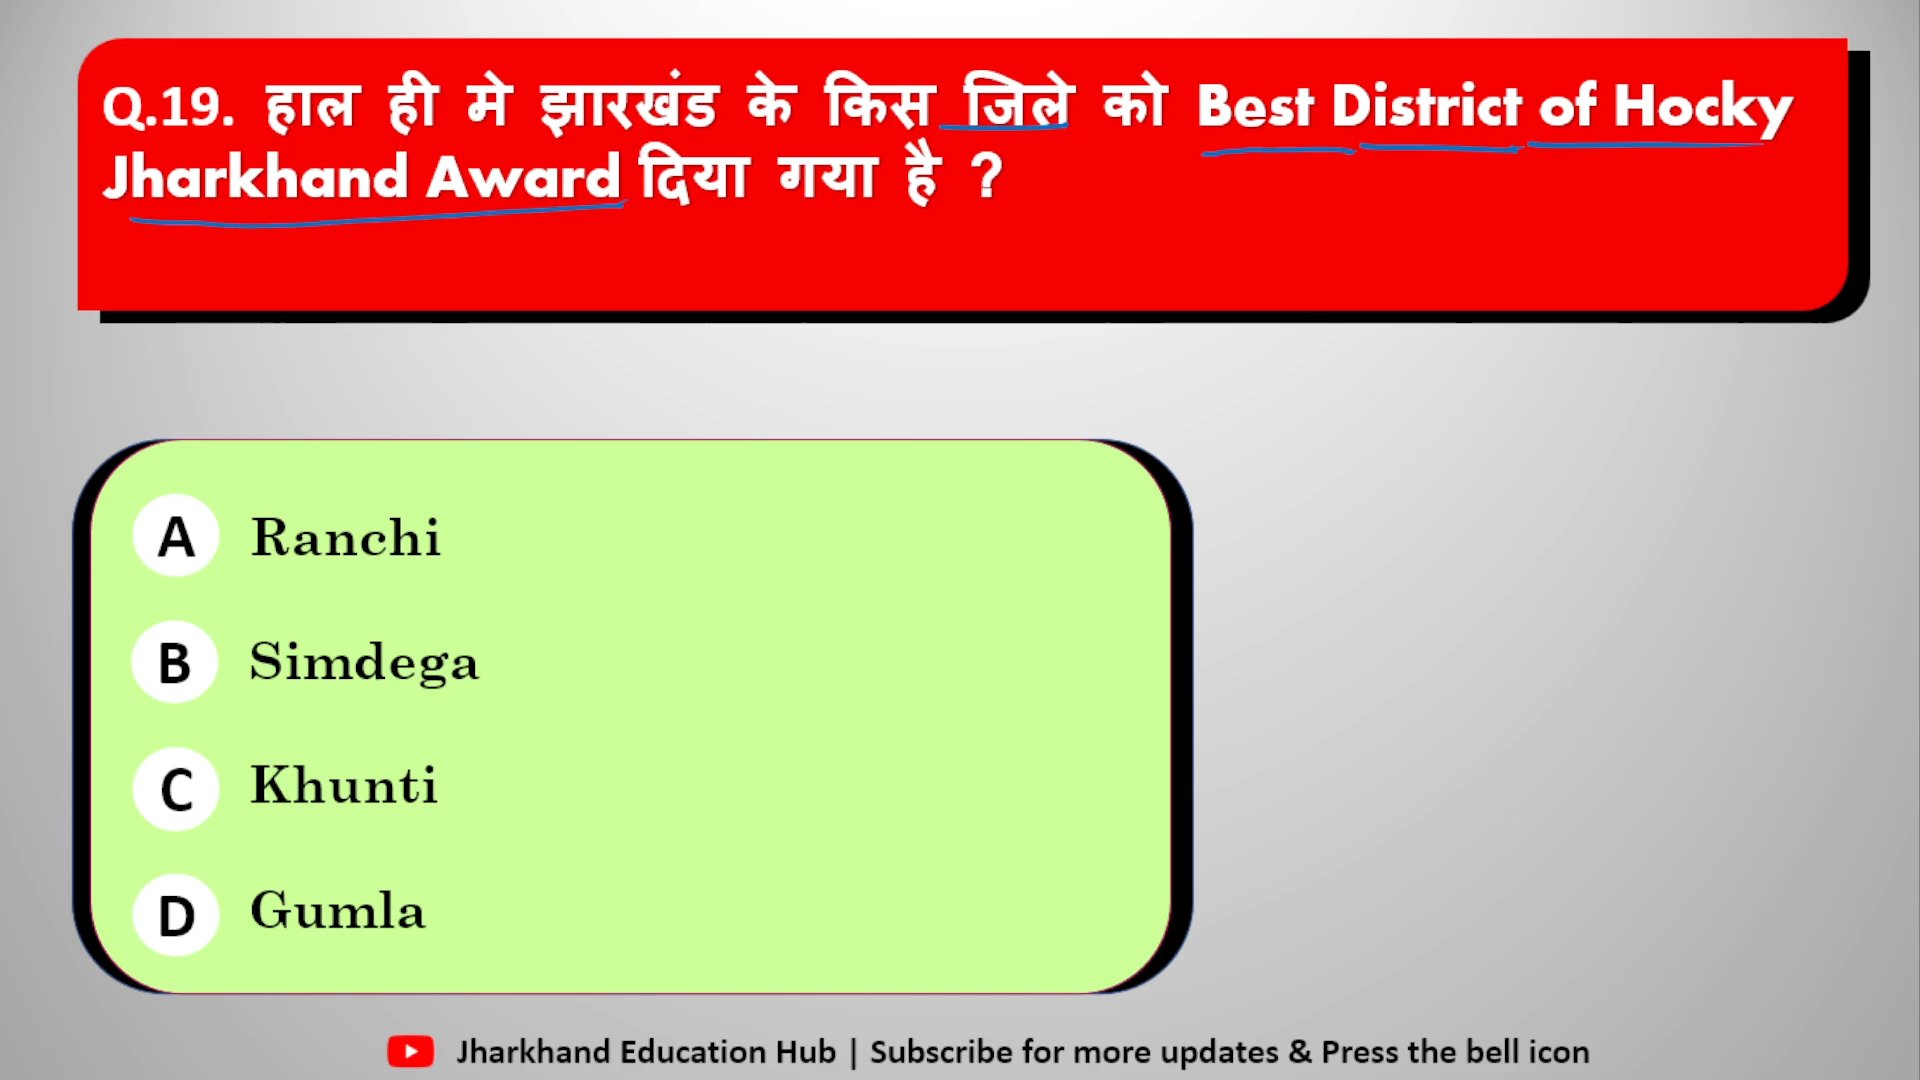 Q.19. हाल ही मे झारखंड के किस जिले को Best District of Hocky
Jharkhand Award दिया गया है ?
A Ranchi
B Simdega
C Khunti
D Gumla
Jharkhand Education Hub | Subscribe for more updates & Press the bell icon